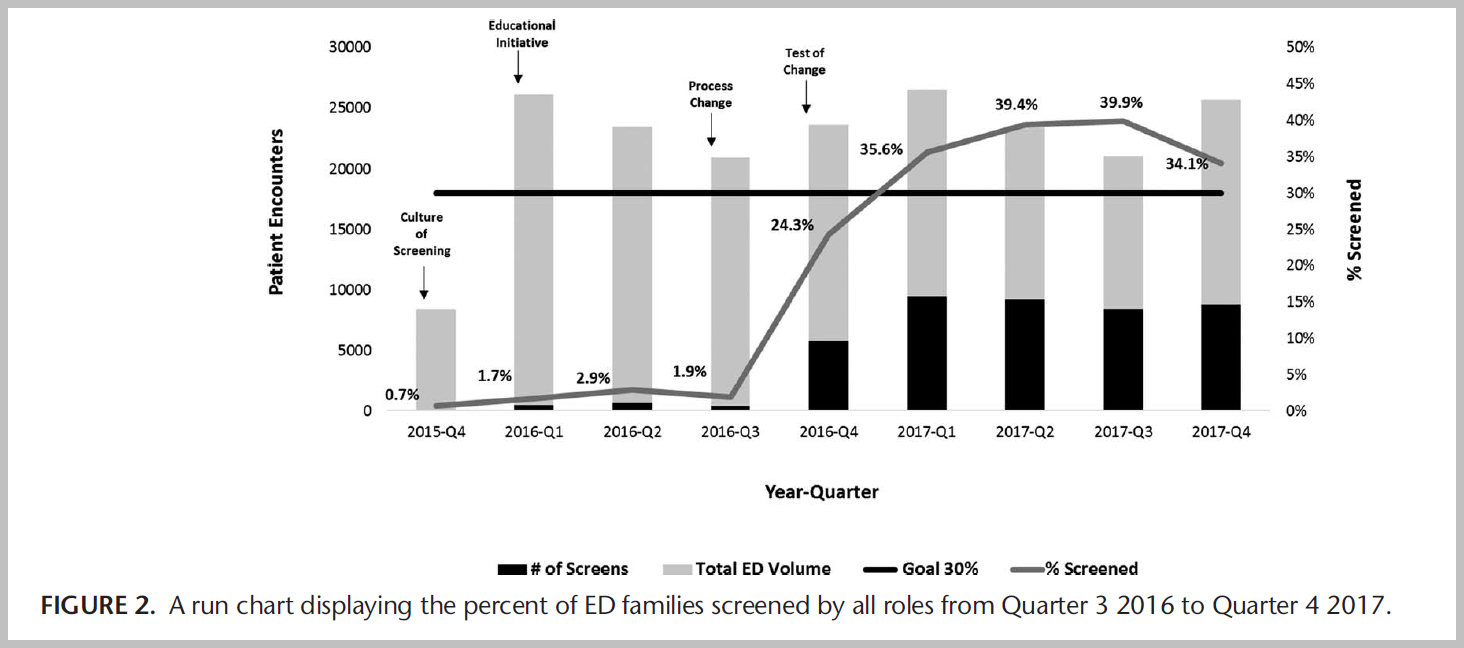 Educational
Initiative
Test of
Change
Process
Change
Culture
of
Screening
Patient Encounters
30000
25000
20000
15000
10000
5000
0
0.7%
1.7%
2.9%
1.9%
24.3%
35.6%
39.4%
39.9%
34.1%
50%
45%
40%
35%
30%
25%
20%
15%
10%
5%
0%
% Screened
2015-Q4 2016-Q1 2016-Q2 2016-Q3 2016-Q4 2017-Q1 2017-Q2 2017-Q3 2017-Q4
Year-Quarter
# of Screens Total ED Volume Goal 30% % Screened
FIGURE 2. A run chart displaying the percent of ED families screened by all roles from Quarter 3 2016 to Quarter 4 2017.